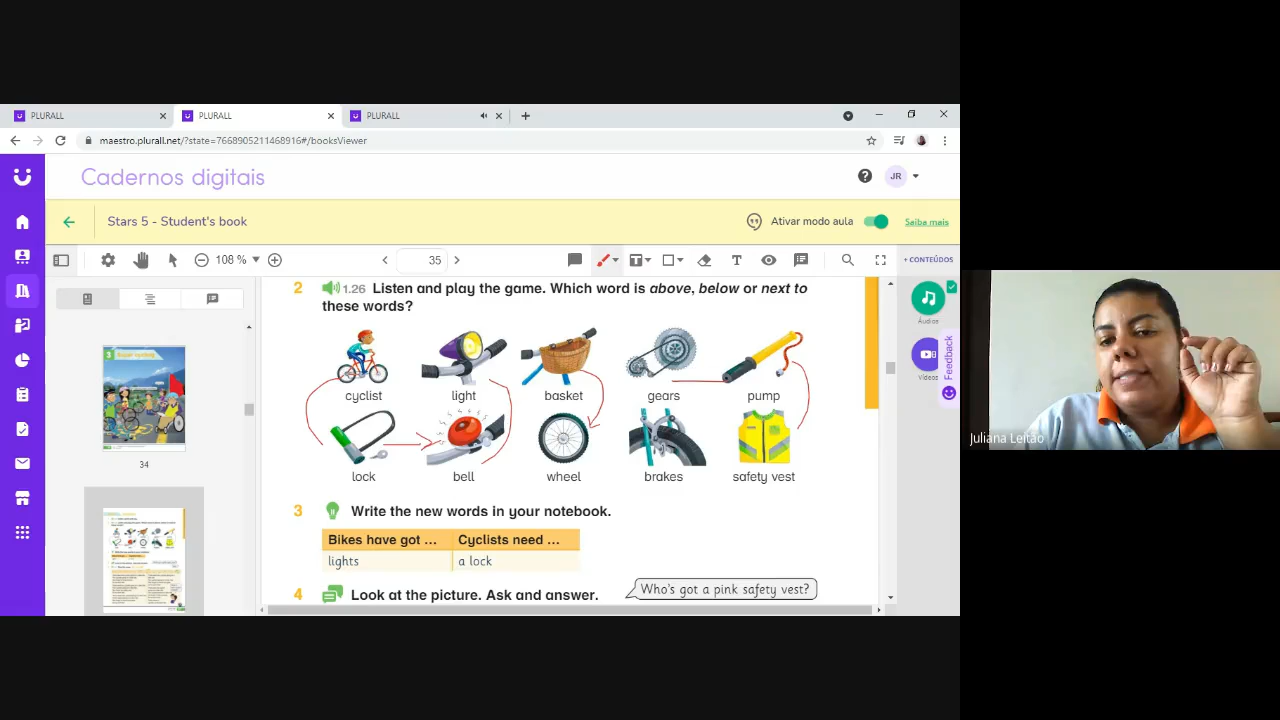 PLURALL
PLURALL
PLURALL
maestro.plurall.net/?state=7668905211468916#/booksViewer
Cadernos digitais
JR
Stars 5 - Student's book
Ativar modo aula
Saiba mais
108 %
35
+ CONTEÚDOS
34
2 1.26 Listen and play the game. Which word is above, below or next to
these words?
cyclist light basket gears pump
lock bell wheel brakes safety vest
3 Write the new words in your notebook.
Bikes have got ... Cyclists need ...
lights a lock
4 Look at the picture. Ask and answer.
Who's got a pink safety vest?
Áudios
Vídeos
Feedback
Juliana Leitão